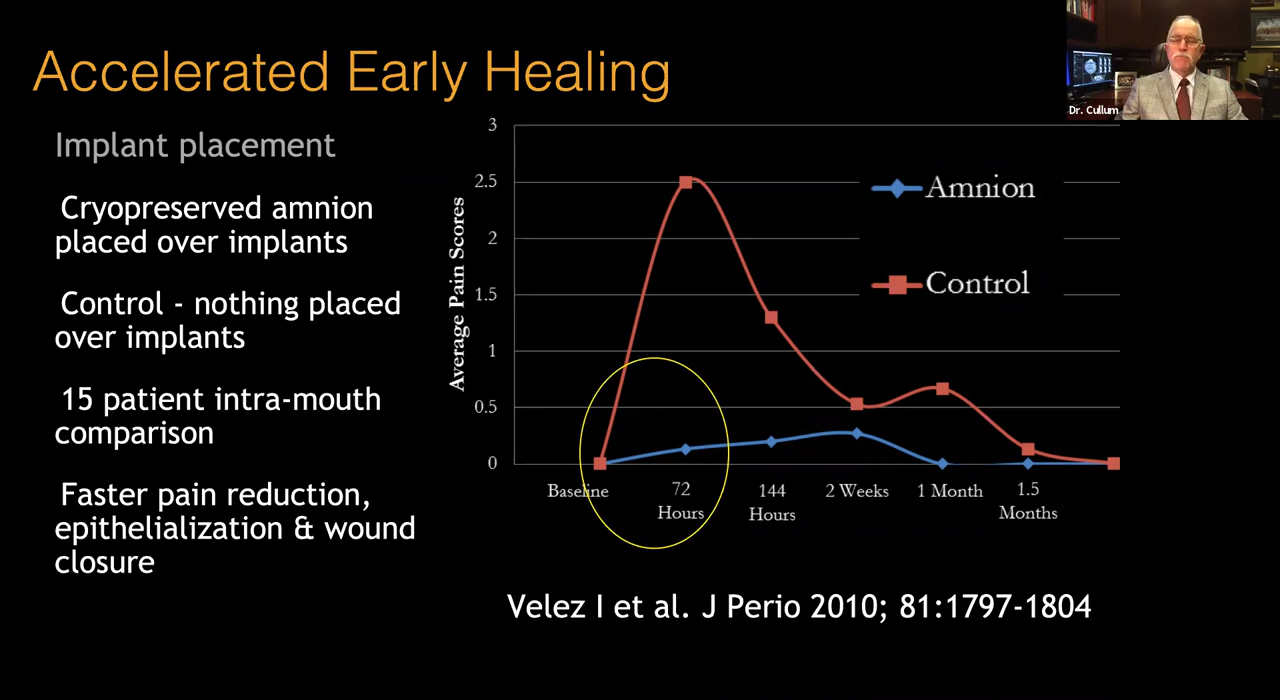 Accelerated Early Healing
Dr. Cullum
Implant placement
Cryopreserved amnion
placed over implants
Control - nothing placed
over implants
15 patient intra-mouth
comparison
Faster pain reduction,
epithelialization & wound
closure
Average Pain Scores
3
2.5
2
1.5
1
0.5
0
Amnion
Control
Baseline
72
Hours
144
Hours
2 Weeks
1 Month
1.5
Months
Velez I et al. J Perio 2010; 81:1797-1804